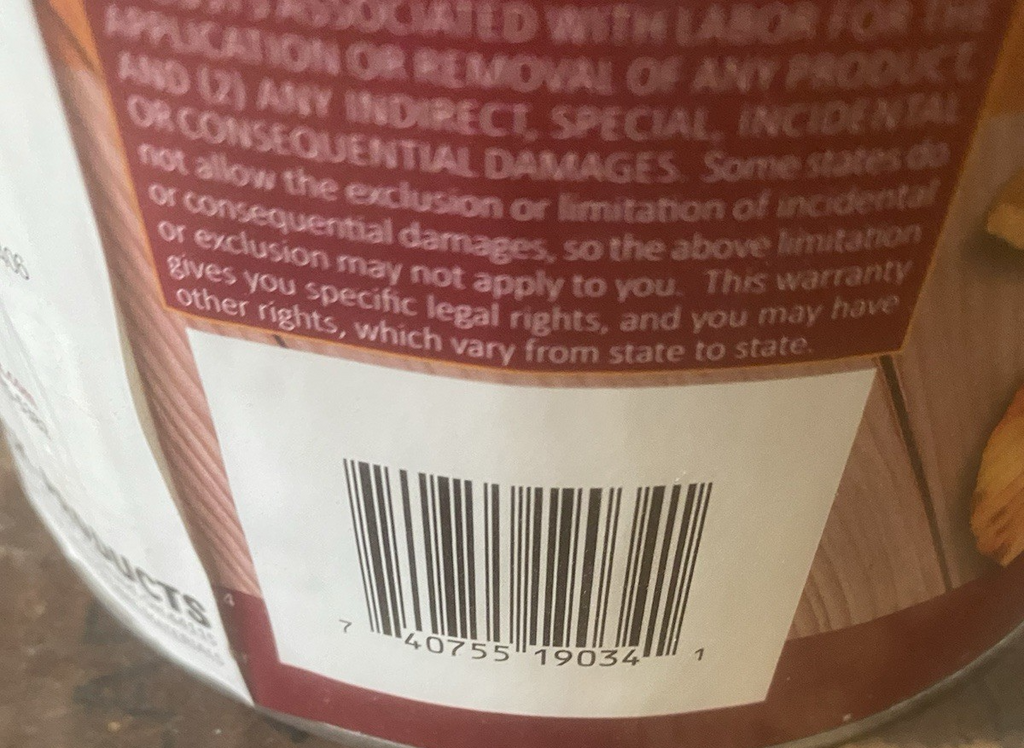 ASSOCIATED WITH LABOR FOR THE
APPLICATION OR REMOVAL OF ANY PRODUCT,
AND (2) ANY INDIRECT, SPECIAL, INCIDENTAL
OR CONSEQUENTIAL DAMAGES. Some states do
not allow the exclusion or limitation of incidental
or consequential damages, so the above limitation
or exclusion may not apply to you. This warranty
gives you specific legal rights, and you may have
other rights, which vary from state to state.
7 40755 19034 1
4